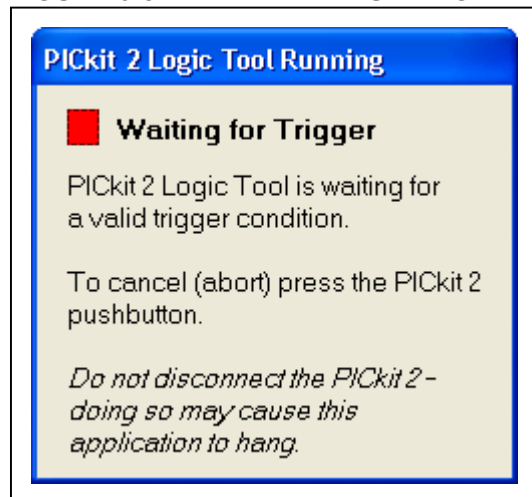 PICkit 2 Logic Tool Running
Waiting for Trigger
PICkit 2 Logic Tool is waiting for
a valid trigger condition.
To cancel (abort) press the PICkit 2
pushbutton.
Do not disconnect the PICkit 2 -
doing so may cause this
application to hang.